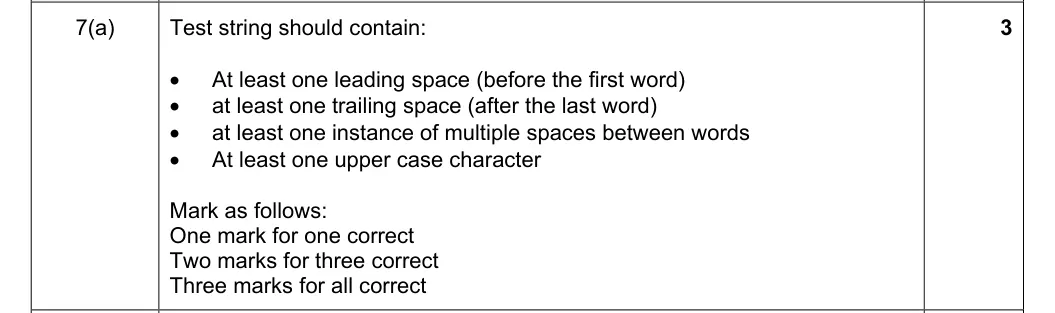 7(a) Test string should contain: 3
• At least one leading space (before the first word)
• at least one trailing space (after the last word)
• at least one instance of multiple spaces between words
• At least one upper case character
Mark as follows:
One mark for one correct
Two marks for three correct
Three marks for all correct